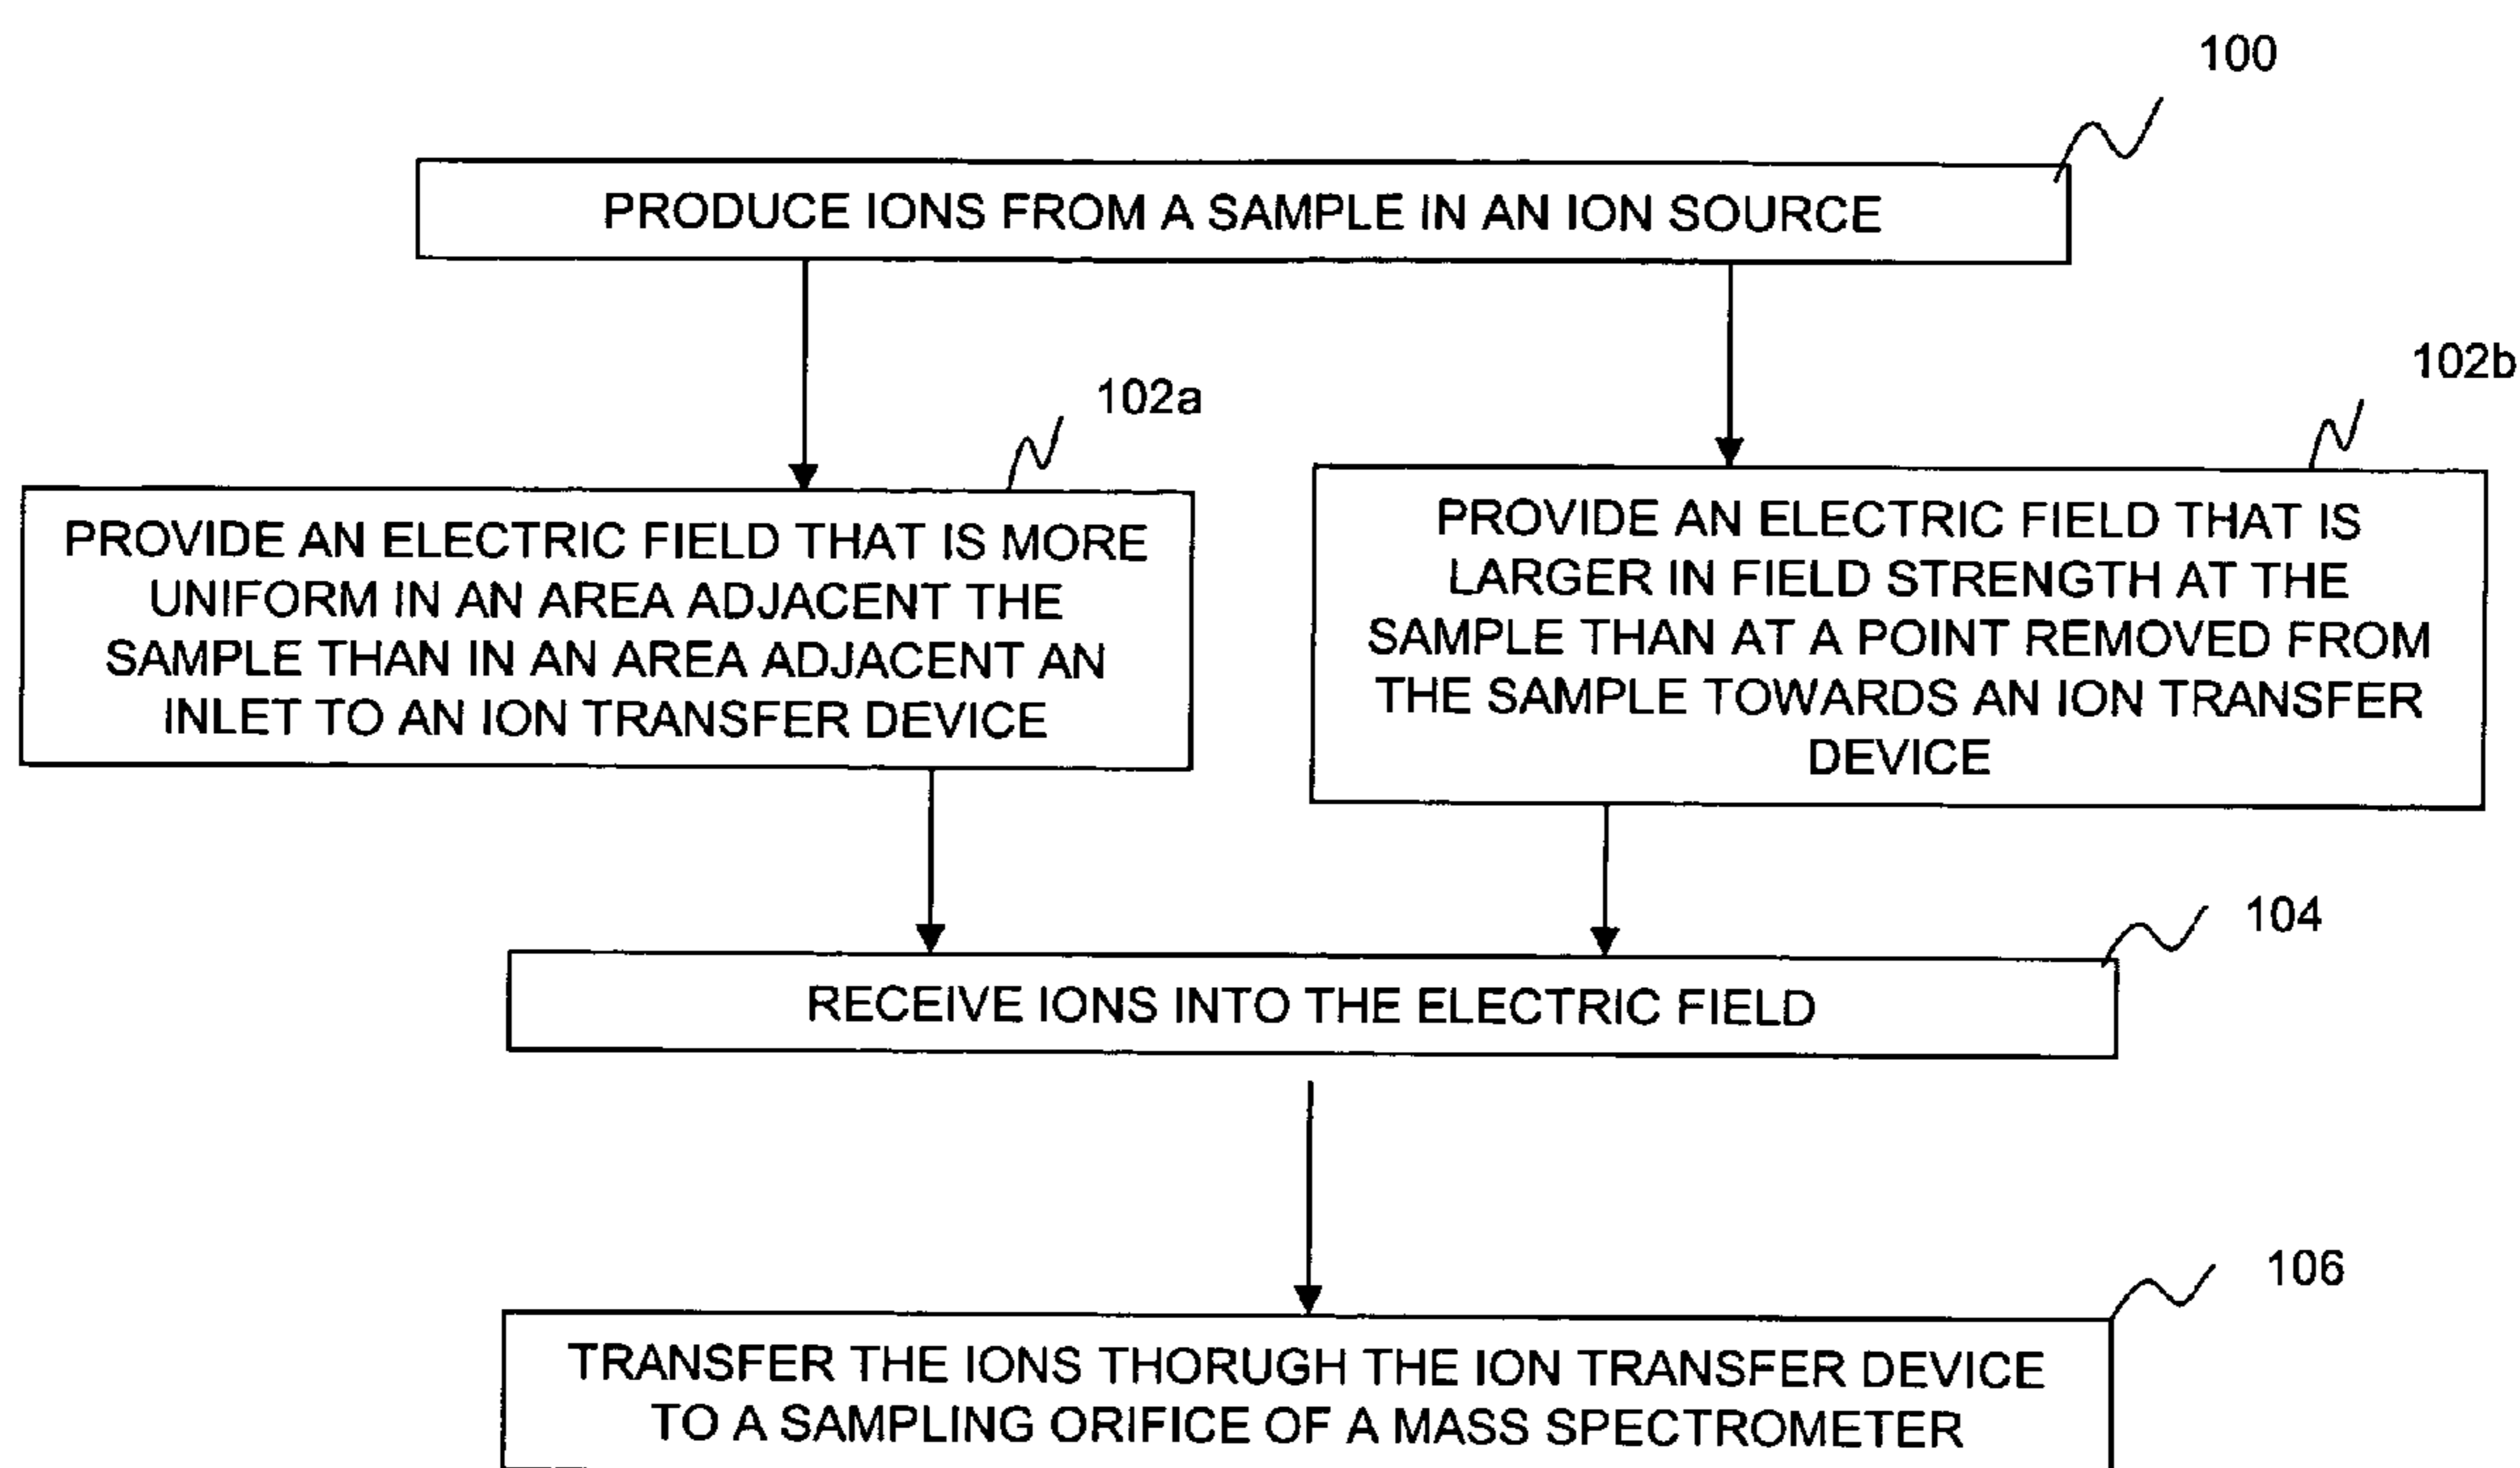 100
PRODUCE IONS FROM A SAMPLE IN AN ION SOURCE
102a
PROVIDE AN ELECTRIC FIELD THAT IS MORE
UNIFORM IN AN AREA ADJACENT THE
SAMPLE THAN IN AN AREA ADJACENT AN
INLET TO AN ION TRANSFER DEVICE
102b
PROVIDE AN ELECTRIC FIELD THAT IS
LARGER IN FIELD STRENGTH AT THE
SAMPLE THAN AT A POINT REMOVED FROM
THE SAMPLE TOWARDS AN ION TRANSFER
DEVICE
104
RECEIVE IONS INTO THE ELECTRIC FIELD
106
TRANSFER THE IONS THORUGH THE ION TRANSFER DEVICE
TO A SAMPLING ORIFICE OF A MASS SPECTROMETER